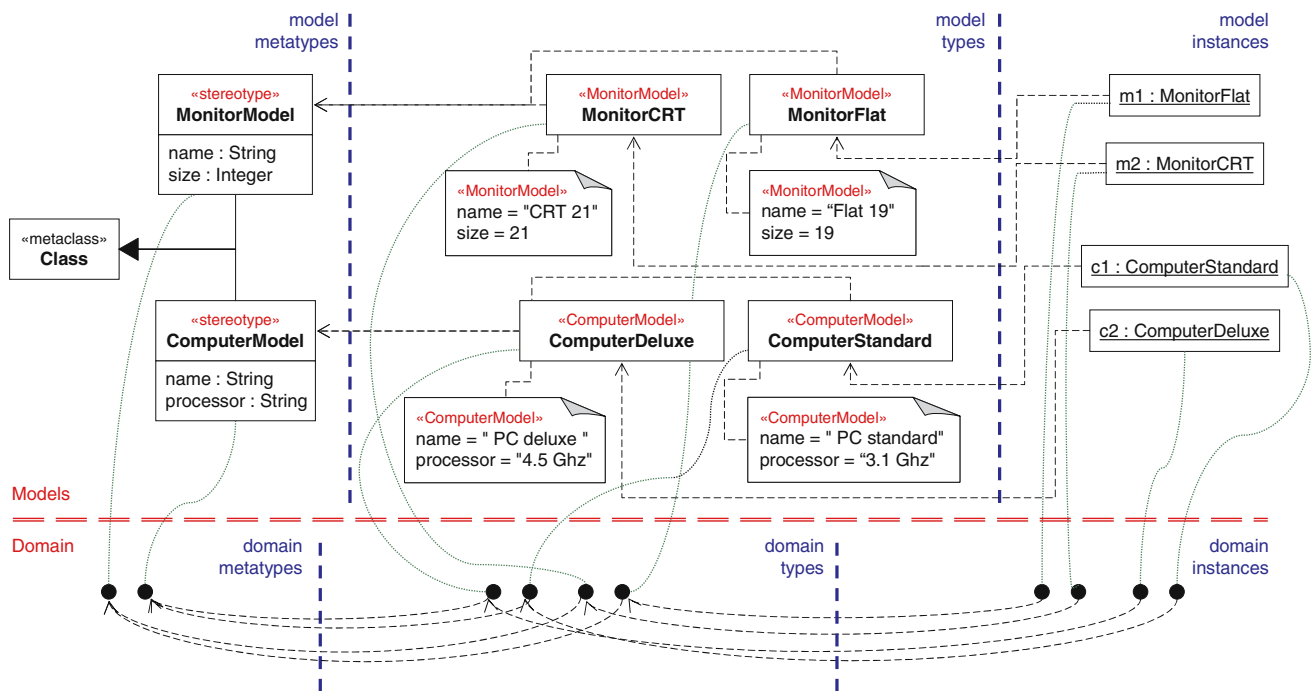 model
metatypes
model
types
model
instances
«stereotype»
MonitorModel
name : String
size : Integer
«MonitorModel»
MonitorCRT
«MonitorModel»
MonitorFlat
m1 : MonitorFlat
m2 : MonitorCRT
«MonitorModel»
name = "CRT 21"
size = 21
«MonitorModel»
name = “Flat 19"
size = 19
«metaclass»
Class
c1 : ComputerStandard
c2 : ComputerDeluxe
«stereotype»
ComputerModel
name : String
processor : String
«ComputerModel»
ComputerDeluxe
«ComputerModel»
ComputerStandard
«ComputerModel»
name = " PC deluxe "
processor = "4.5 Ghz"
«ComputerModel»
name = " PC standard"
processor = “3.1 Ghz"
Models
Domain
domain
metatypes
domain
types
domain
instances